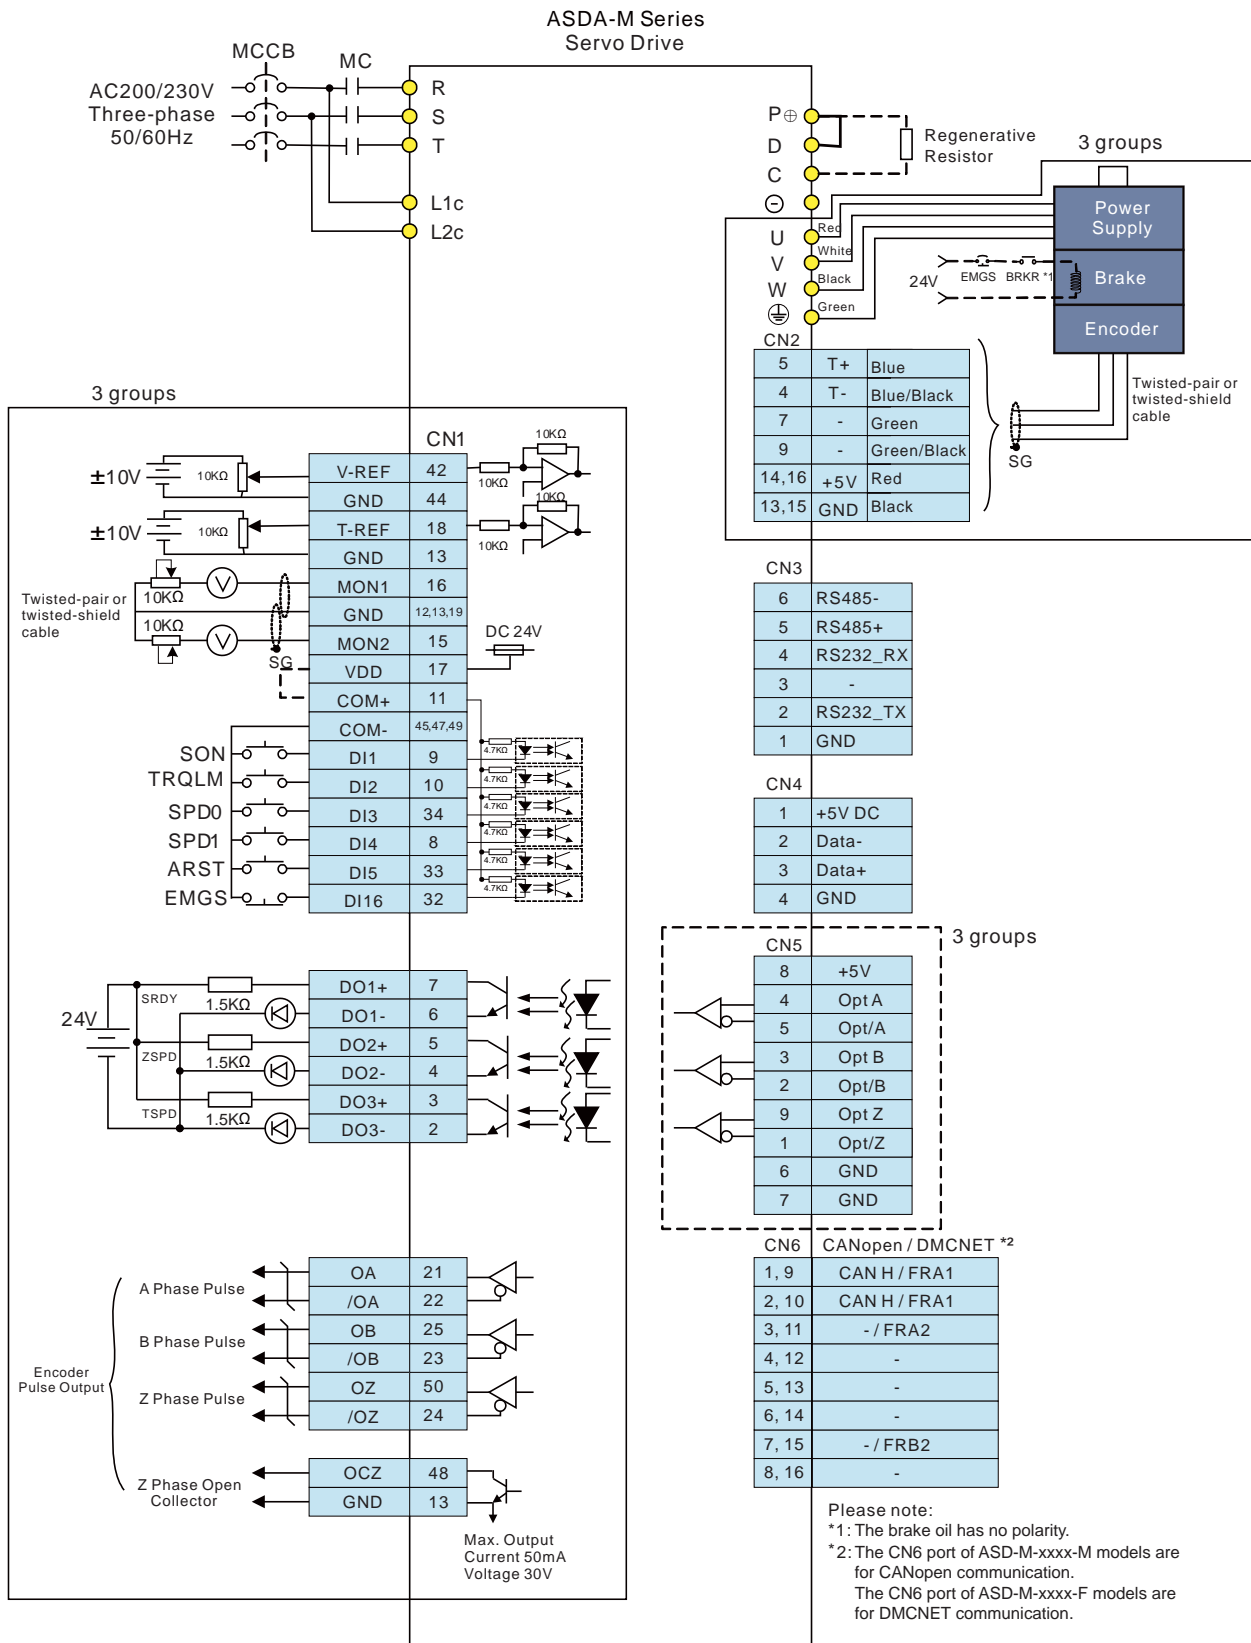 ASDA-M Series
Servo Drive
MCCB
MC
AC200/230V
Three-phase
50/60Hz
R
S
T
L1c
L2c
P⊕
D
C
⊖
U
V
W
Red
White
Black
Green
Regenerative
Resistor
3 groups
Power
Supply
Brake
Encoder
24V
EMGS
BRKR *1
Twisted-pair or
twisted-shield
cable
SG
CN2
5 T+ Blue
4 T- Blue/Black
7 - Green
9 - Green/Black
14,16 +5V Red
13,15 GND Black
3 groups
CN1
±10V
10KΩ
V-REF 42
10KΩ
10KΩ
GND 44
±10V
10KΩ
T-REF 18
10KΩ
10KΩ
GND 13
MON1 16
10KΩ
V
Twisted-pair or
twisted-shield
cable
GND 12,13,19
10KΩ
V
MON2 15
SG
DC 24V
VDD 17
COM+ 11
COM- 45,47,49
SON DI1 9 4.7KΩ
TRQLM DI2 10 4.7KΩ
SPD0 DI3 34 4.7KΩ
SPD1 DI4 8 4.7KΩ
ARST DI5 33 4.7KΩ
EMGS DI16 32 4.7KΩ
24V
SRDY
1.5KΩ
DO1+ 7
DO1- 6
ZSPD
1.5KΩ
DO2+ 5
DO2- 4
TSPD
1.5KΩ
DO3+ 3
DO3- 2
Encoder
Pulse Output
A Phase Pulse
OA 21
/OA 22
B Phase Pulse
OB 25
/OB 23
Z Phase Pulse
OZ 50
/OZ 24
Z Phase Open
Collector
OCZ 48
GND 13
Max. Output
Current 50mA
Voltage 30V
CN3
6 RS485-
5 RS485+
4 RS232_RX
3 -
2 RS232_TX
1 GND
CN4
1 +5V DC
2 Data-
3 Data+
4 GND
3 groups
CN5
8 +5V
4 Opt A
5 Opt/A
3 Opt B
2 Opt/B
9 Opt Z
1 Opt/Z
6 GND
7 GND
CN6 CANopen / DMCNET *2
1, 9 CAN H / FRA1
2, 10 CAN H / FRA1
3, 11 - / FRA2
4, 12 -
5, 13 -
6, 14 -
7, 15 - / FRB2
8, 16 -
Please note:
*1: The brake oil has no polarity.
*2: The CN6 port of ASD-M-xxxx-M models are
for CANopen communication.
The CN6 port of ASD-M-xxxx-F models are
for DMCNET communication.